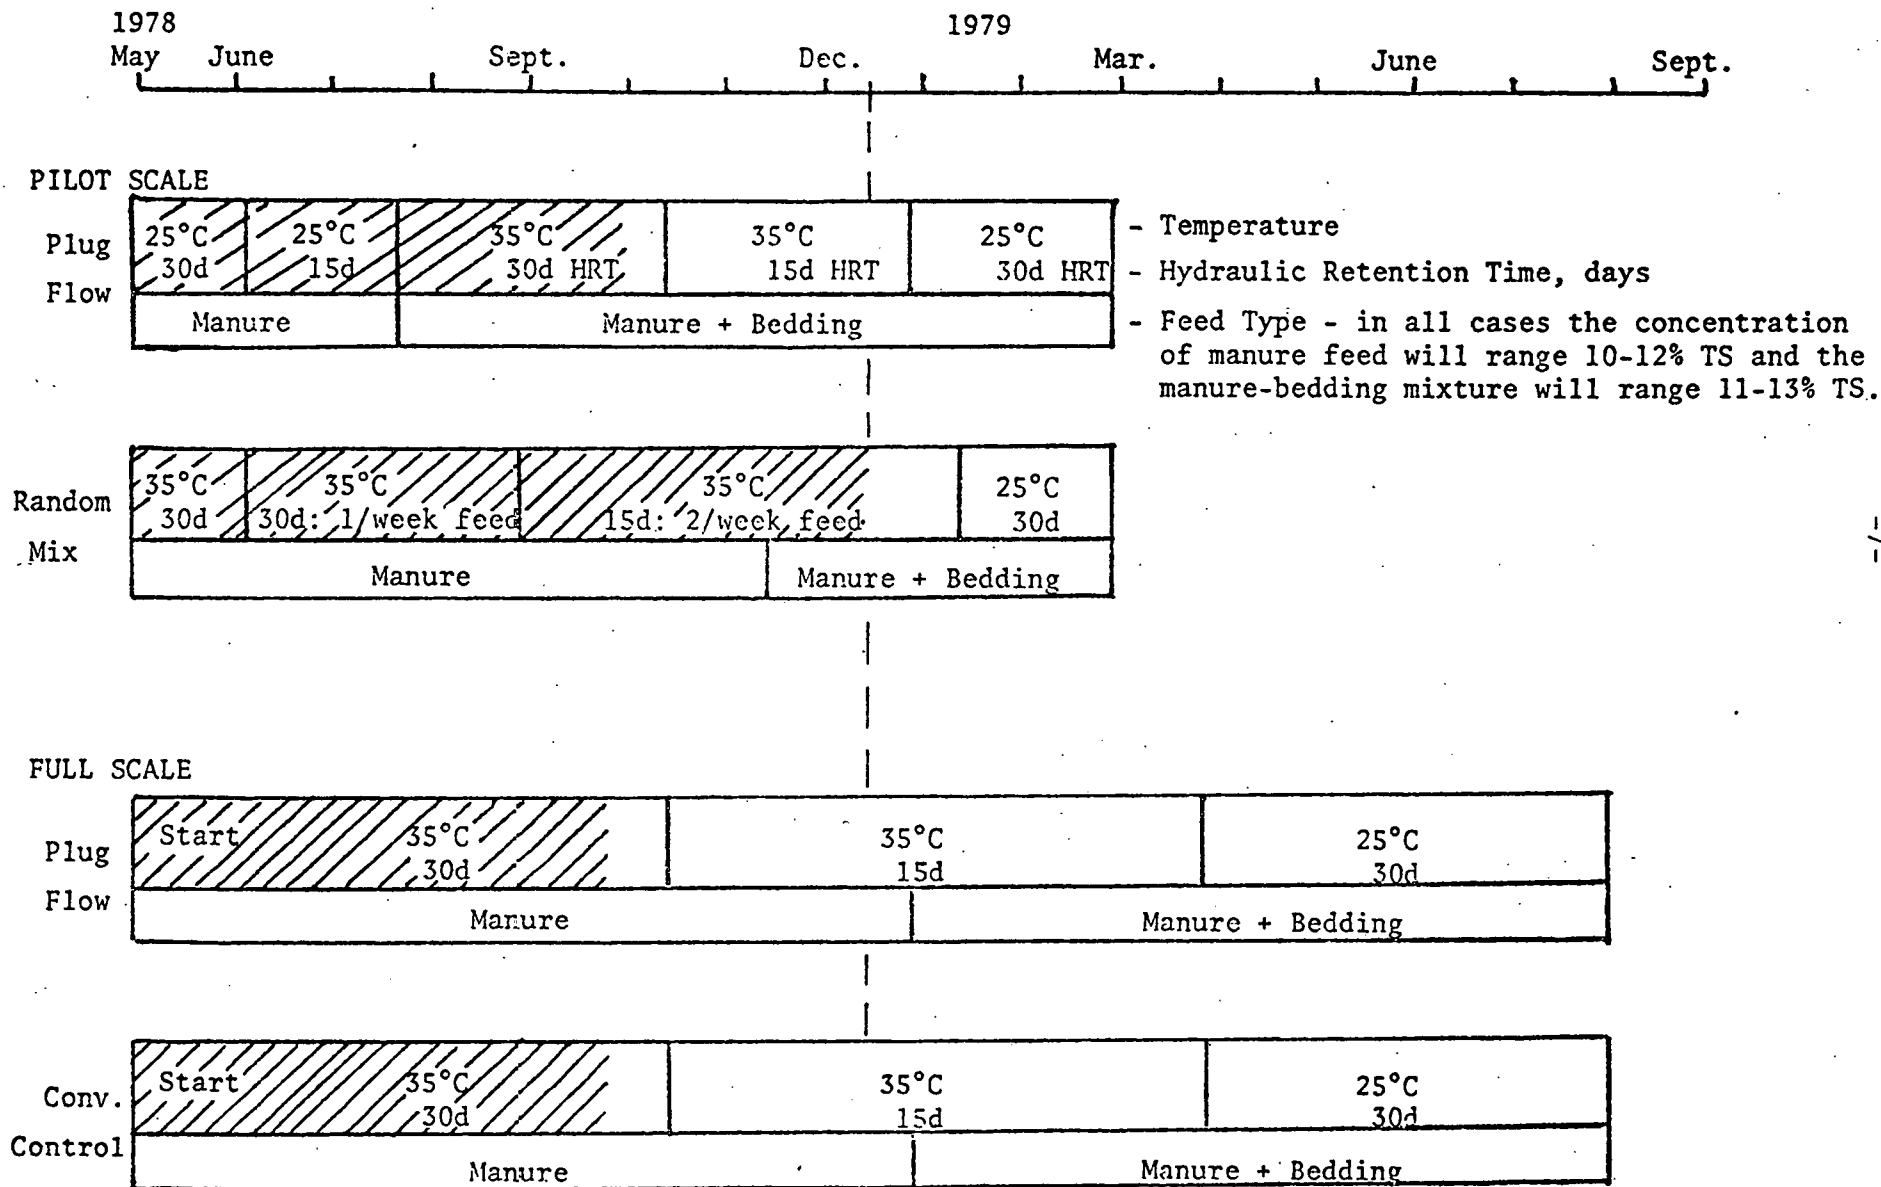 1978 1979
May June Sept. Dec. Mar. June Sept.
PILOT SCALE
Plug Flow
25°C 25°C 35°C 35°C 25°C
30d 15d 30d HRT 15d HRT 30d HRT
Manure Manure + Bedding
- Temperature
- Hydraulic Retention Time, days
- Feed Type - in all cases the concentration
of manure feed will range 10-12% TS and the
manure-bedding mixture will range 11-13% TS.
Random Mix
35°C 35°C 35°C 25°C
30d 30d: 1/week feed 15d: 2/week feed 30d
Manure Manure + Bedding
-7-
FULL SCALE
Plug Flow
Start 35°C 35°C 25°C
30d 15d 30d
Manure Manure + Bedding
Conv. Control
Start 35°C 35°C 25°C
30d 15d 30d
Manure Manure + Bedding